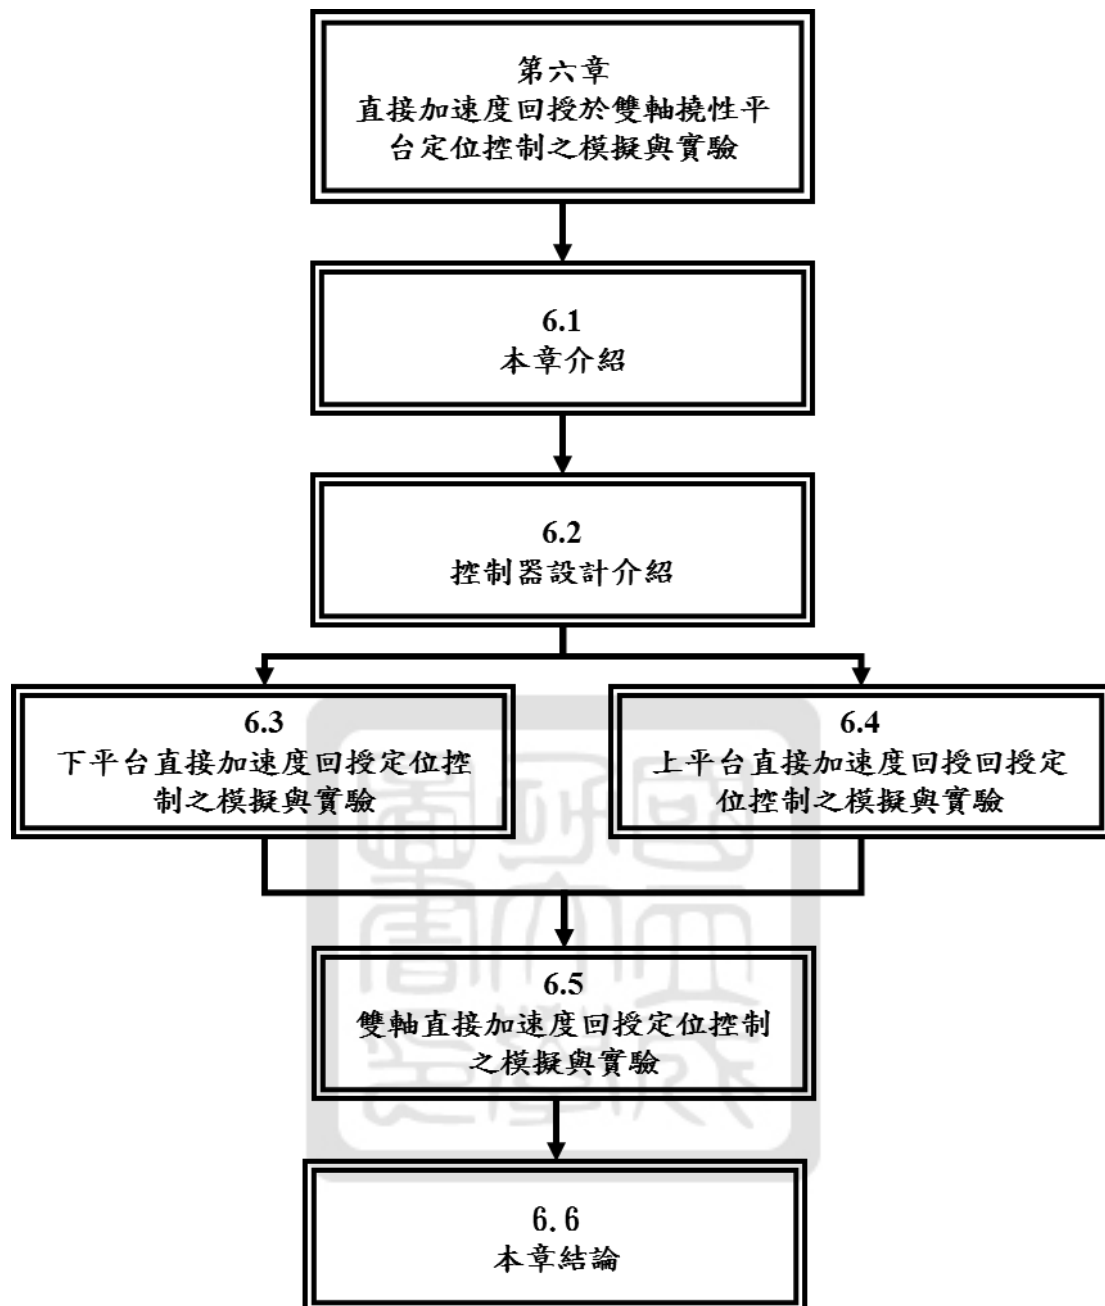 第六章
直接加速度回授於雙軸撓性平
台定位控制之模擬與實驗
6.1
本章介紹
6.2
控制器設計介紹
6.3
下平台直接加速度回授定位控
制之模擬與實驗
6.4
上平台直接加速度回授回授定
位控制之模擬與實驗
6.5
雙軸直接加速度回授定位控制
之模擬與實驗
6.6
本章結論